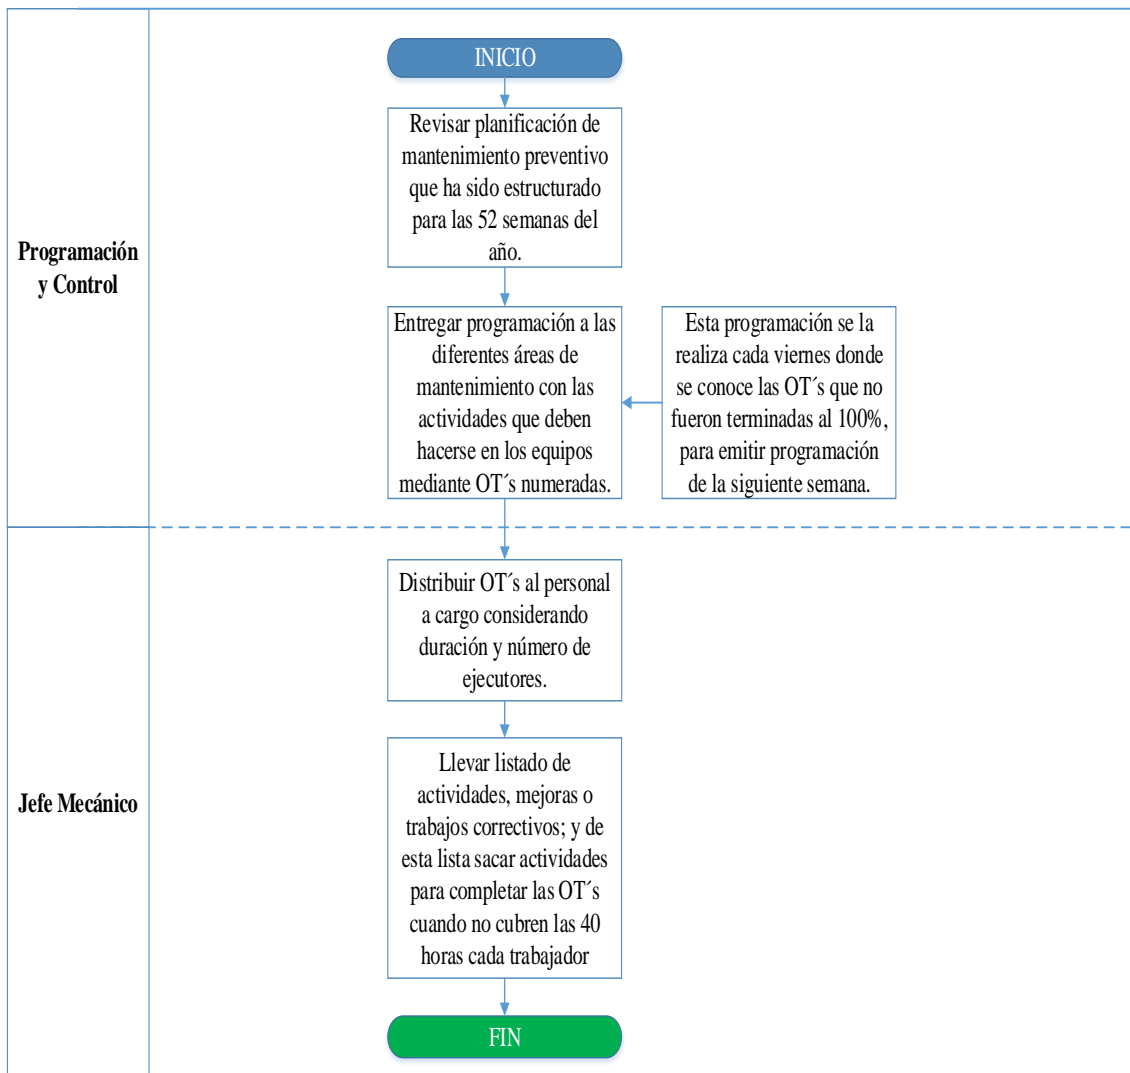 Programación
y Control
INICIO
Revisar planificación de
mantenimiento preventivo
que ha sido estructurado
para las 52 semanas del
año.
Entregar programación a las
diferentes áreas de
mantenimiento con las
actividades que deben
hacerse en los equipos
mediante OT´s numeradas.
Esta programación se la
realiza cada viernes donde
se conoce las OT´s que no
fueron terminadas al 100%,
para emitir programación
de la siguiente semana.
Jefe Mecánico
Distribuir OT´s al personal
a cargo considerando
duración y número de
ejecutores.
Llevar listado de
actividades, mejoras o
trabajos correctivos; y de
esta lista sacar actividades
para completar las OT´s
cuando no cubren las 40
horas cada trabajador
FIN